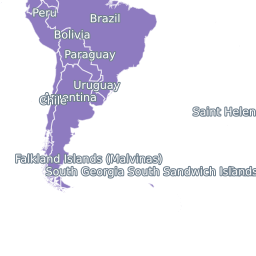 Peru
Brazil
Bolivia
Paraguay
Uruguay
Argentina
Chile
Saint Helen
Falkland Islands (Malvinas)
South Georgia South Sandwich Islands